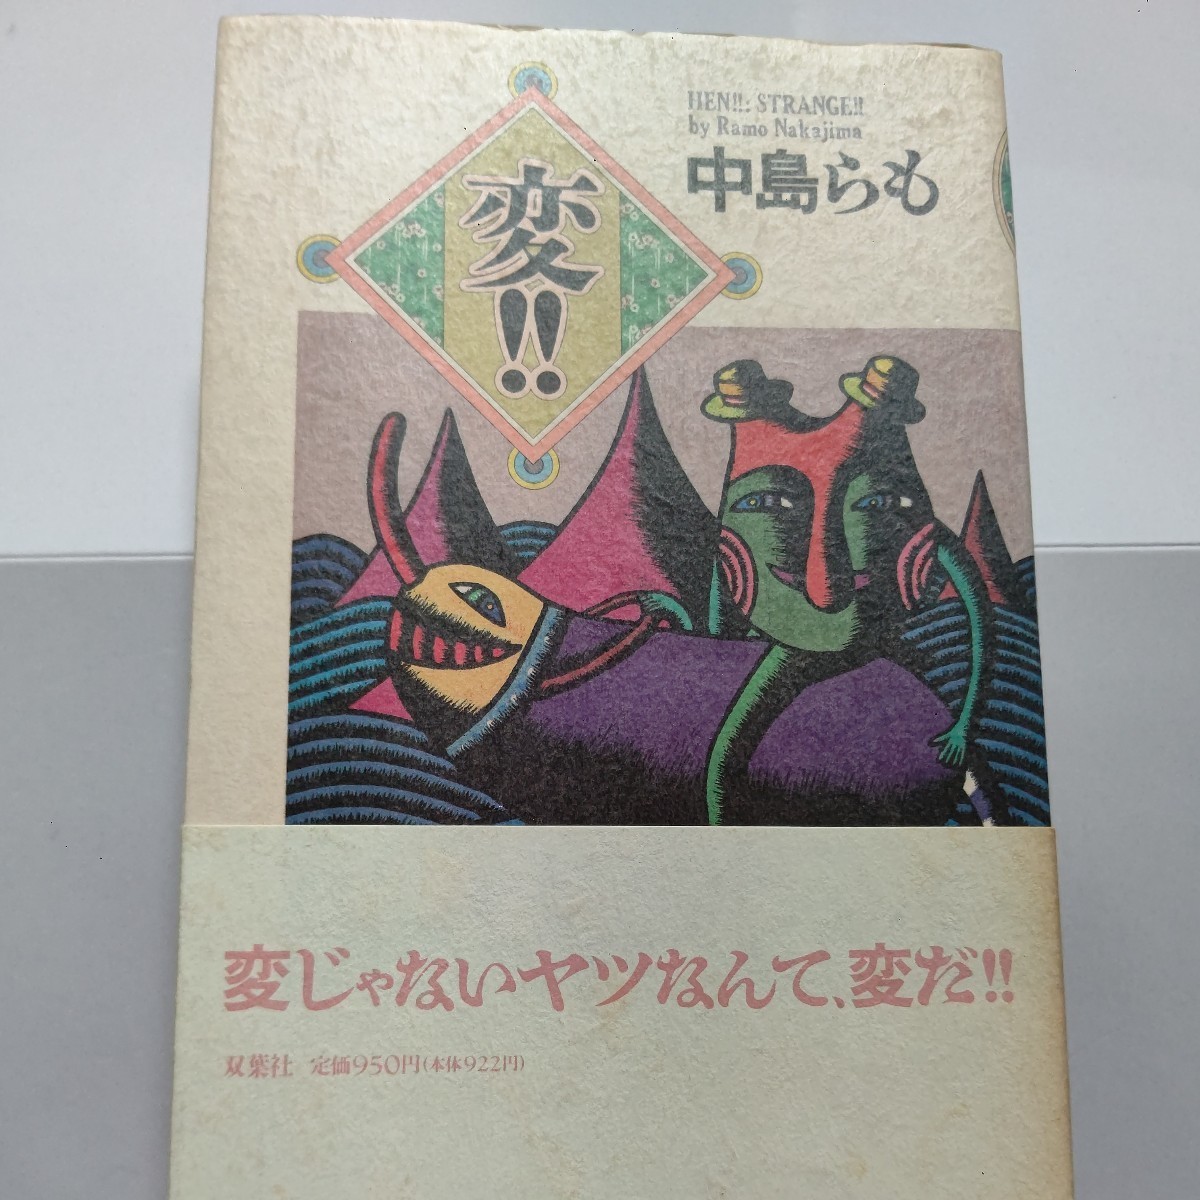 HEN!!: STRANGE!!
by Ramo Nakajima
中島らも
変!!
変じゃないヤツなんて、変だ!!
双葉社 定価950円(本体922円)